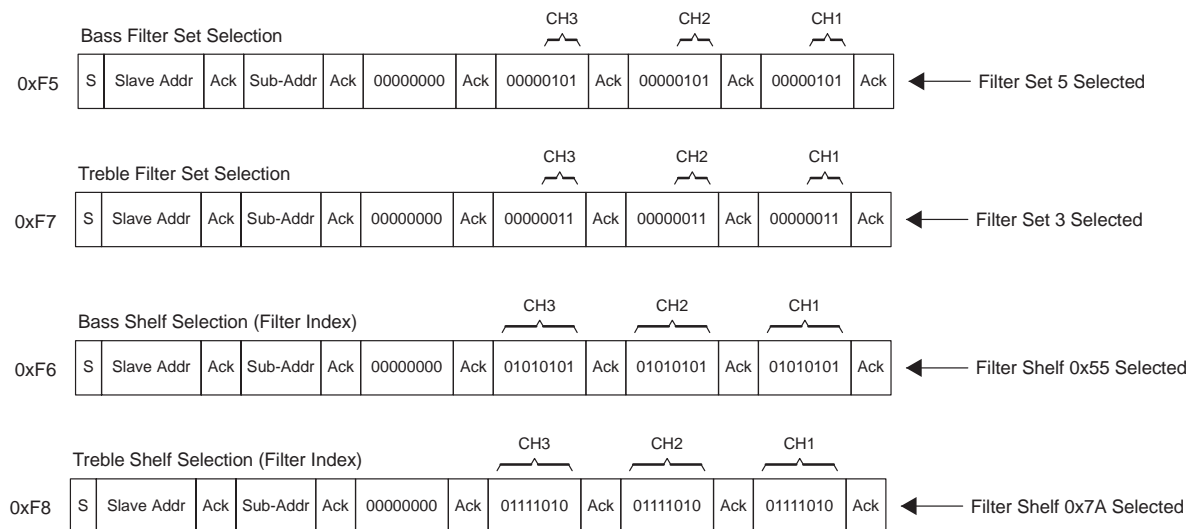 CH3 CH2 CH1
Bass Filter Set Selection
0xF5 S Slave Addr Ack Sub-Addr Ack 00000000 Ack 00000101 Ack 00000101 Ack 00000101 Ack Filter Set 5 Selected
CH3 CH2 CH1
Treble Filter Set Selection
0xF7 S Slave Addr Ack Sub-Addr Ack 00000000 Ack 00000011 Ack 00000011 Ack 00000011 Ack Filter Set 3 Selected
CH3 CH2 CH1
Bass Shelf Selection (Filter Index)
0xF6 S Slave Addr Ack Sub-Addr Ack 00000000 Ack 01010101 Ack 01010101 Ack 01010101 Ack Filter Shelf 0x55 Selected
CH3 CH2 CH1
Treble Shelf Selection (Filter Index)
0xF8 S Slave Addr Ack Sub-Addr Ack 00000000 Ack 01111010 Ack 01111010 Ack 01111010 Ack Filter Shelf 0x7A Selected